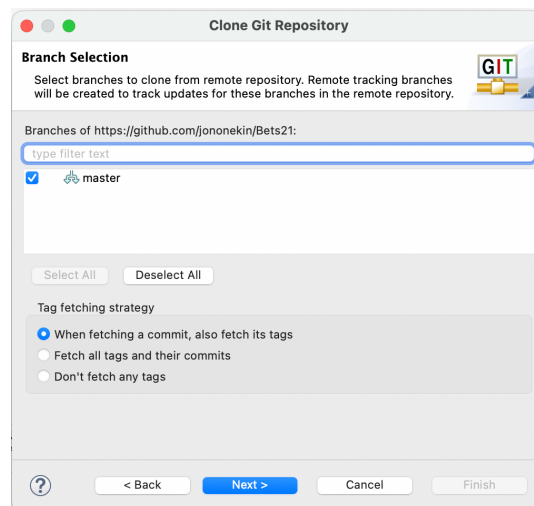 Clone Git Repository
Branch Selection
Select branches to clone from remote repository. Remote tracking branches
will be created to track updates for these branches in the remote repository.
GIT
Branches of https://github.com/jononekin/Bets21:
type filter text
master
Select All
Deselect All
Tag fetching strategy
When fetching a commit, also fetch its tags
Fetch all tags and their commits
Don't fetch any tags
?
< Back
Next >
Cancel
Finish